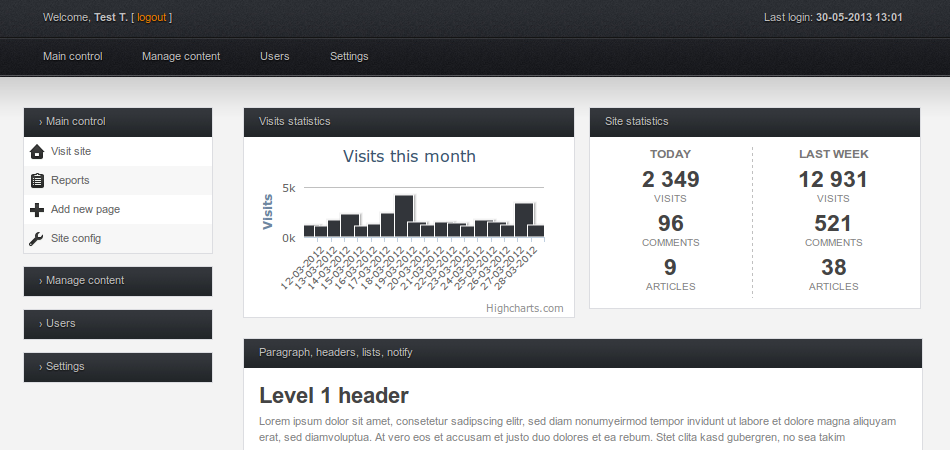 Welcome, Test T. [ logout ]
Last login: 30-05-2013 13:01
Main control
Manage content
Users
Settings
› Main control
Visit site
Reports
Add new page
Site config
› Manage content
› Users
› Settings
Visits statistics
Visits this month
Visits
5k
0k
12-03-2012
13-03-2012
14-03-2012
15-03-2012
16-03-2012
17-03-2012
18-03-2012
19-03-2012
20-03-2012
21-03-2012
22-03-2012
23-03-2012
24-03-2012
25-03-2012
26-03-2012
27-03-2012
28-03-2012
Highcharts.com
Site statistics
TODAY
2 349
VISITS
96
COMMENTS
9
ARTICLES
LAST WEEK
12 931
VISITS
521
COMMENTS
38
ARTICLES
Paragraph, headers, lists, notify
Level 1 header
Lorem ipsum dolor sit amet, consetetur sadipscing elitr, sed diam nonumyeirmod tempor invidunt ut labore et dolore magna aliquyam
erat, sed diamvoluptua. At vero eos et accusam et justo duo dolores et ea rebum. Stet clita kasd gubergren, no sea takim